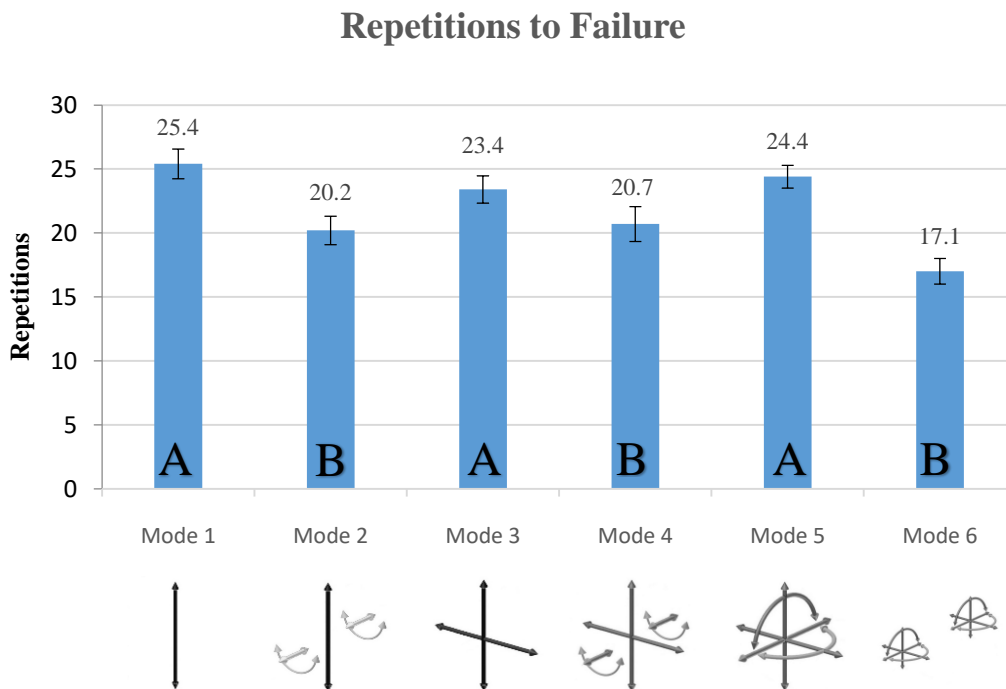 Repetitions to Failure
Repetitions
30
25
20
15
10
5
0
25.4
20.2
23.4
20.7
24.4
17.1
A
B
A
B
A
B
Mode 1
Mode 2
Mode 3
Mode 4
Mode 5
Mode 6